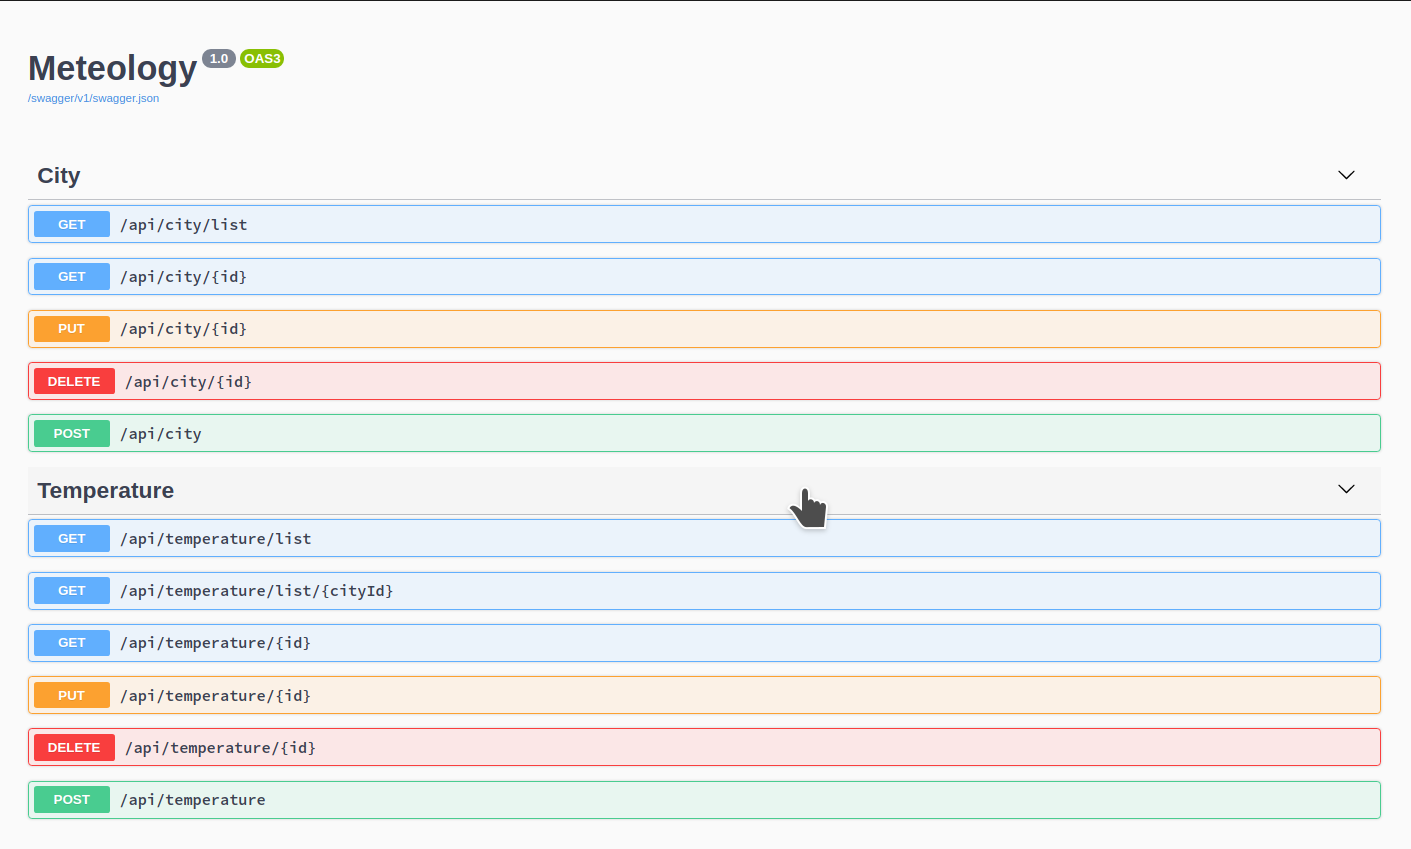 Meteology 1.0 OAS3
/swagger/v1/swagger.json
City
GET /api/city/list
GET /api/city/{id}
PUT /api/city/{id}
DELETE /api/city/{id}
POST /api/city
Temperature
GET /api/temperature/list
GET /api/temperature/list/{cityId}
GET /api/temperature/{id}
PUT /api/temperature/{id}
DELETE /api/temperature/{id}
POST /api/temperature